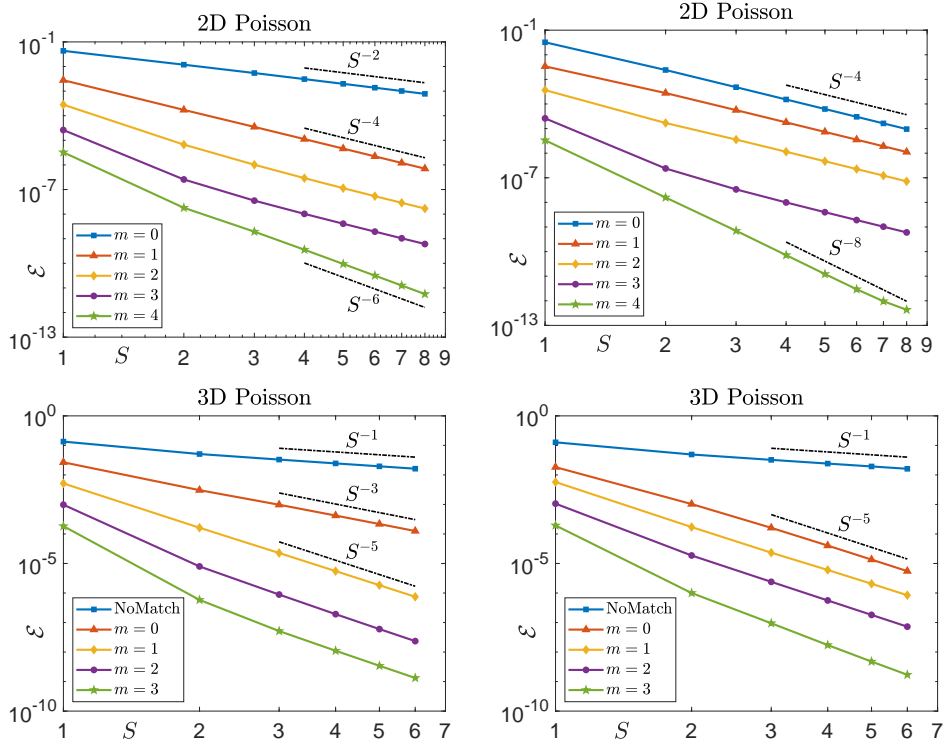 2D Poisson
10^-1
S^-2
S^-4
10^-7
m = 0
m = 1
m = 2
m = 3
m = 4
ℰ
S^-6
10^-13
1 S 2 3 4 5 6 7 8 9
2D Poisson
10^-1
S^-4
10^-7
m = 0
m = 1
m = 2
m = 3
m = 4
ℰ
S^-8
10^-13
1 S 2 3 4 5 6 7 8 9
3D Poisson
10^0
S^-1
S^-3
S^-5
10^-5
NoMatch
m = 0
m = 1
m = 2
m = 3
ℰ
10^-10
1 S 2 3 4 5 6 7
3D Poisson
10^0
S^-1
S^-5
10^-5
NoMatch
m = 0
m = 1
m = 2
m = 3
ℰ
10^-10
1 S 2 3 4 5 6 7